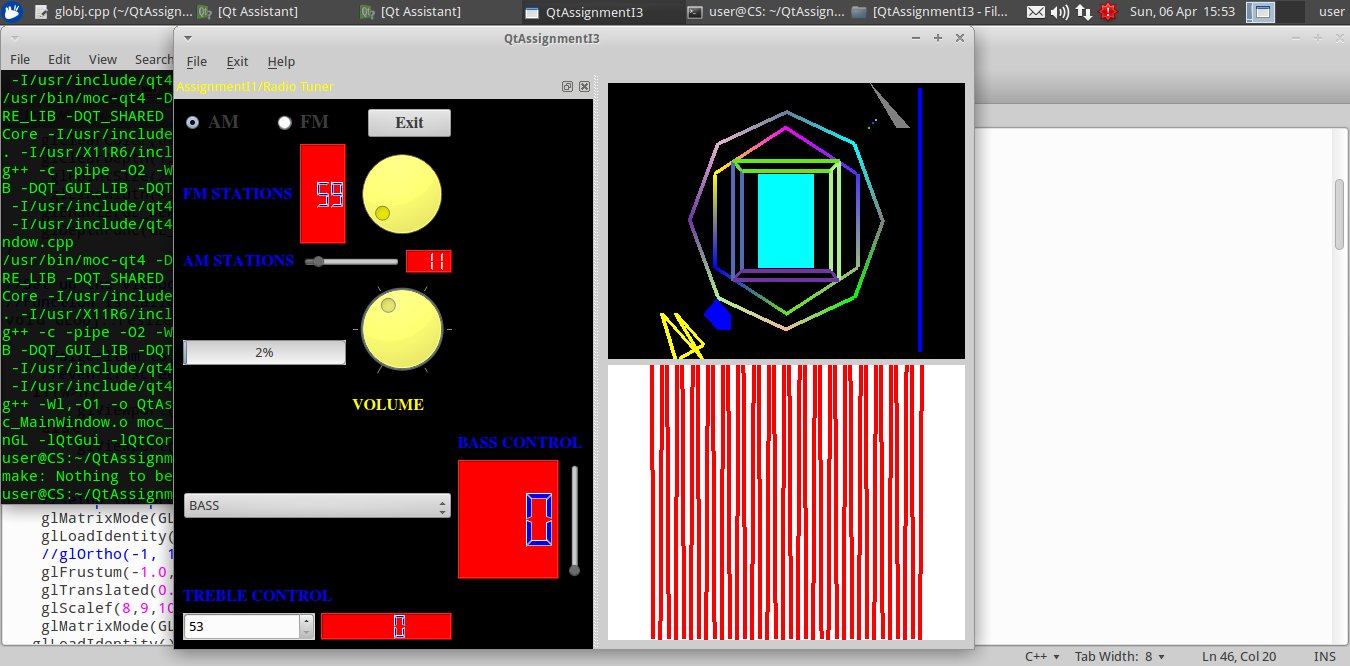 globj.cpp (~/QtAssign...
[Qt Assistant]
[Qt Assistant]
QtAssignmentI3
user@CS: ~/QtAssign...
[QtAssignmentI3 - Fil...
Sun, 06 Apr 15:53
user
QtAssignmentI3
File Edit View Search
File Exit Help
-I/usr/include/qt4
/usr/bin/moc-qt4 -D
RE_LIB -DQT_SHARED
Core -I/usr/include
. -I/usr/X11R6/incl
g++ -c -pipe -O2 -W
B -DQT_GUI_LIB -DQT
-I/usr/include/qt4
-I/usr/include/qt4
ndow.cpp
/usr/bin/moc-qt4 -D
RE_LIB -DQT_SHARED
Core -I/usr/include
. -I/usr/X11R6/incl
g++ -c -pipe -O2 -W
B -DQT_GUI_LIB -DQT
-I/usr/include/qt4
-I/usr/include/qt4
g++ -Wl,-O1 -o QtAs
c_MainWindow.o moc_
nGL -lQtGui -lQtCor
user@CS:~/QtAssignm
make: Nothing to be
user@CS:~/QtAssignm
glMatrixMode(GL
glLoadIdentity(
//glOrtho(-1, 1
glFrustum(-1.0,
glTranslated(0.
glScalef(8,9,10
glMatrixMode(GL
glLoadIdentity()
AssignmentI1/Radio Tuner
AM FM Exit
FM STATIONS 59
AM STATIONS 11
2%
VOLUME
BASS CONTROL
BASS
0
TREBLE CONTROL
53 0
C++ Tab Width: 8 Ln 46, Col 20 INS